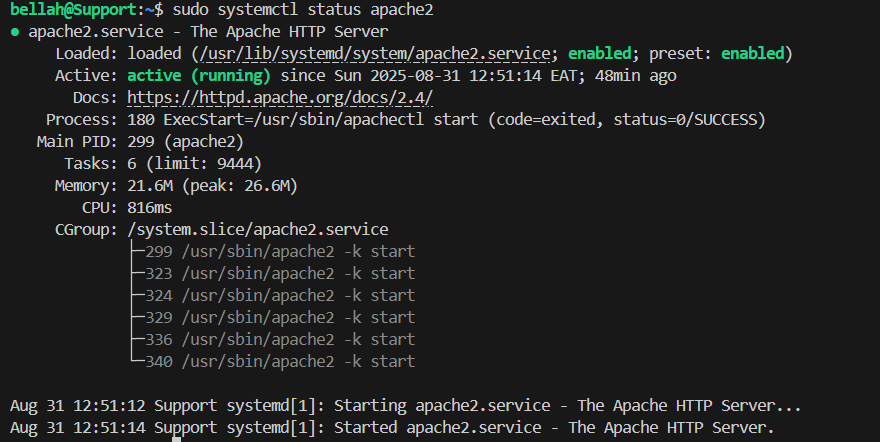 bellah@Support:~$ sudo systemctl status apache2
● apache2.service - The Apache HTTP Server
     Loaded: loaded (/usr/lib/systemd/system/apache2.service; enabled; preset: enabled)
     Active: active (running) since Sun 2025-08-31 12:51:14 EAT; 48min ago
       Docs: https://httpd.apache.org/docs/2.4/
    Process: 180 ExecStart=/usr/sbin/apachectl start (code=exited, status=0/SUCCESS)
   Main PID: 299 (apache2)
      Tasks: 6 (limit: 9444)
     Memory: 21.6M (peak: 26.6M)
        CPU: 816ms
     CGroup: /system.slice/apache2.service
             ├─299 /usr/sbin/apache2 -k start
             ├─323 /usr/sbin/apache2 -k start
             ├─324 /usr/sbin/apache2 -k start
             ├─329 /usr/sbin/apache2 -k start
             ├─336 /usr/sbin/apache2 -k start
             └─340 /usr/sbin/apache2 -k start

Aug 31 12:51:12 Support systemd[1]: Starting apache2.service - The Apache HTTP Server...
Aug 31 12:51:14 Support systemd[1]: Started apache2.service - The Apache HTTP Server.